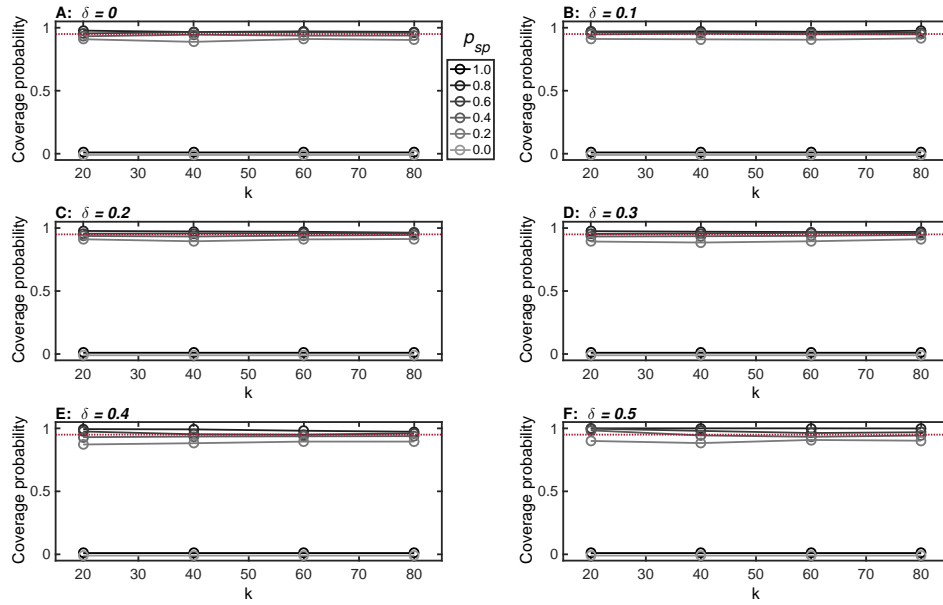 A: δ = 0
Coverage probability
1
0.5
0
20 30 40 50 60 70 80
k
p_sp
1.0
0.8
0.6
0.4
0.2
0.0
B: δ = 0.1
Coverage probability
1
0.5
0
20 30 40 50 60 70 80
k
C: δ = 0.2
Coverage probability
1
0.5
0
20 30 40 50 60 70 80
k
D: δ = 0.3
Coverage probability
1
0.5
0
20 30 40 50 60 70 80
k
E: δ = 0.4
Coverage probability
1
0.5
0
20 30 40 50 60 70 80
k
F: δ = 0.5
Coverage probability
1
0.5
0
20 30 40 50 60 70 80
k